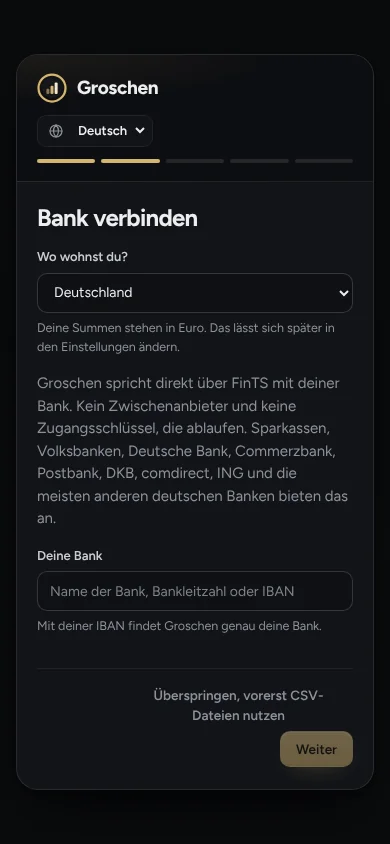 Groschen
Deutsch
Bank verbinden
Wo wohnst du?
Deutschland
Deine Summen stehen in Euro. Das lässt sich später in
den Einstellungen ändern.
Groschen spricht direkt über FinTS mit deiner
Bank. Kein Zwischenanbieter und keine
Zugangsschlüssel, die ablaufen. Sparkassen,
Volksbanken, Deutsche Bank, Commerzbank,
Postbank, DKB, comdirect, ING und die
meisten anderen deutschen Banken bieten das
an.
Deine Bank
Name der Bank, Bankleitzahl oder IBAN
Mit deiner IBAN findet Groschen genau deine Bank.
Überspringen, vorerst CSV-
Dateien nutzen
Weiter